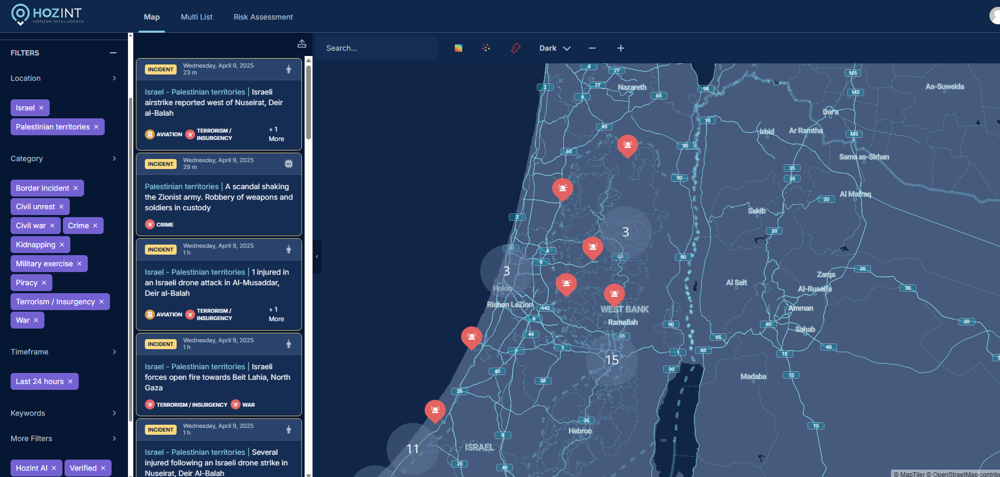 HOZINT
HORIZON INTELLIGENCE
Map
Multi List
Risk Assessment
FILTERS
Location
Israel ×
Palestinian territories ×
Category
Border incident ×
Civil unrest ×
Civil war ×
Crime ×
Kidnapping ×
Military exercise ×
Piracy ×
Terrorism / Insurgency ×
War ×
Timeframe
Last 24 hours ×
Keywords
More Filters
Hozint AI ×
Verified ×
INCIDENT
Wednesday, April 9, 2025
23 m
Israel - Palestinian territories | Israeli
airstrike reported west of Nuseirat, Deir
al-Balah
AVIATION
TERRORISM /
INSURGENCY
+ 1
More
INCIDENT
Wednesday, April 9, 2025
29 m
AI
Palestinian territories | A scandal shaking
the Zionist army. Robbery of weapons and
soldiers in custody
CRIME
INCIDENT
Wednesday, April 9, 2025
1 h
Israel - Palestinian territories | 1 injured in
an Israeli drone attack in Al-Musaddar,
Deir al-Balah
AVIATION
TERRORISM /
INSURGENCY
+ 1
More
INCIDENT
Wednesday, April 9, 2025
1 h
Israel - Palestinian territories | Israeli
forces open fire towards Beit Lahia, North
Gaza
TERRORISM / INSURGENCY
WAR
INCIDENT
Wednesday, April 9, 2025
1 h
Israel - Palestinian territories | Several
injured following an Israeli drone strike in
Nuseirat, Deir Al-Balah
Search...
Dark
6
77
M5
2
77
Nazareth
98
As-Suweida
6
65
M5
Dar'a
65
10
Irbid
Ar Ramtha
M5
90
65
Sama as-Sirhan
35
90
35
Al Mafraq
20
2
Sakib
3
35
20
6
60
90
6
3
30
Zarqa
Holon
Al Salt
Al-Ruseifa
30
Rishon LeZion
443
WEST BANK
Amman
6
Ramallah
90
40
30
44
60
65
Sahab
7
1
1
65
40
15
15
40
90
38
Madaba
15
35
35
15
Hebron
6
11
ISRAEL
25
40
© MapTiler © OpenStreetMap contribu